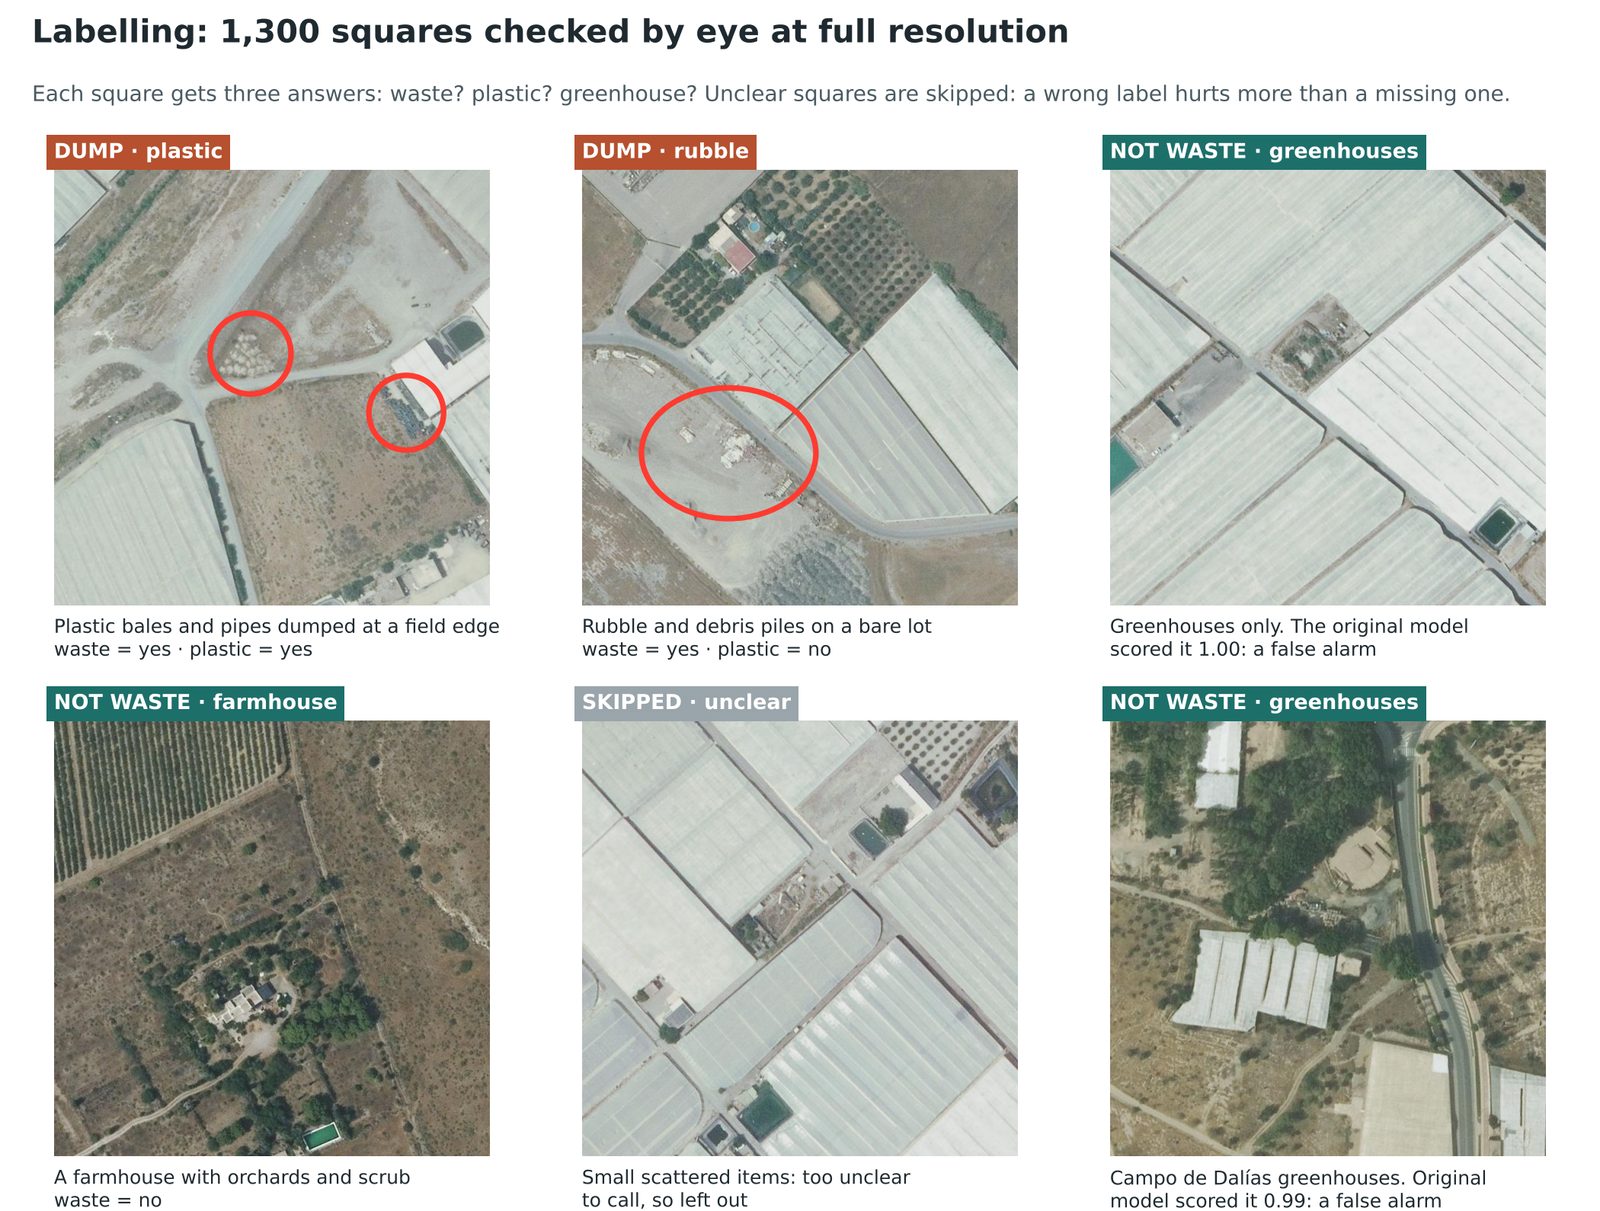 Labelling: 1,300 squares checked by eye at full resolution
Each square gets three answers: waste? plastic? greenhouse? Unclear squares are skipped: a wrong label hurts more than a missing one.
DUMP · plastic
Plastic bales and pipes dumped at a field edge
waste = yes · plastic = yes
DUMP · rubble
Rubble and debris piles on a bare lot
waste = yes · plastic = no
NOT WASTE · greenhouses
Greenhouses only. The original model
scored it 1.00: a false alarm
NOT WASTE · farmhouse
A farmhouse with orchards and scrub
waste = no
SKIPPED · unclear
Small scattered items: too unclear
to call, so left out
NOT WASTE · greenhouses
Campo de Dalías greenhouses. Original
model scored it 0.99: a false alarm